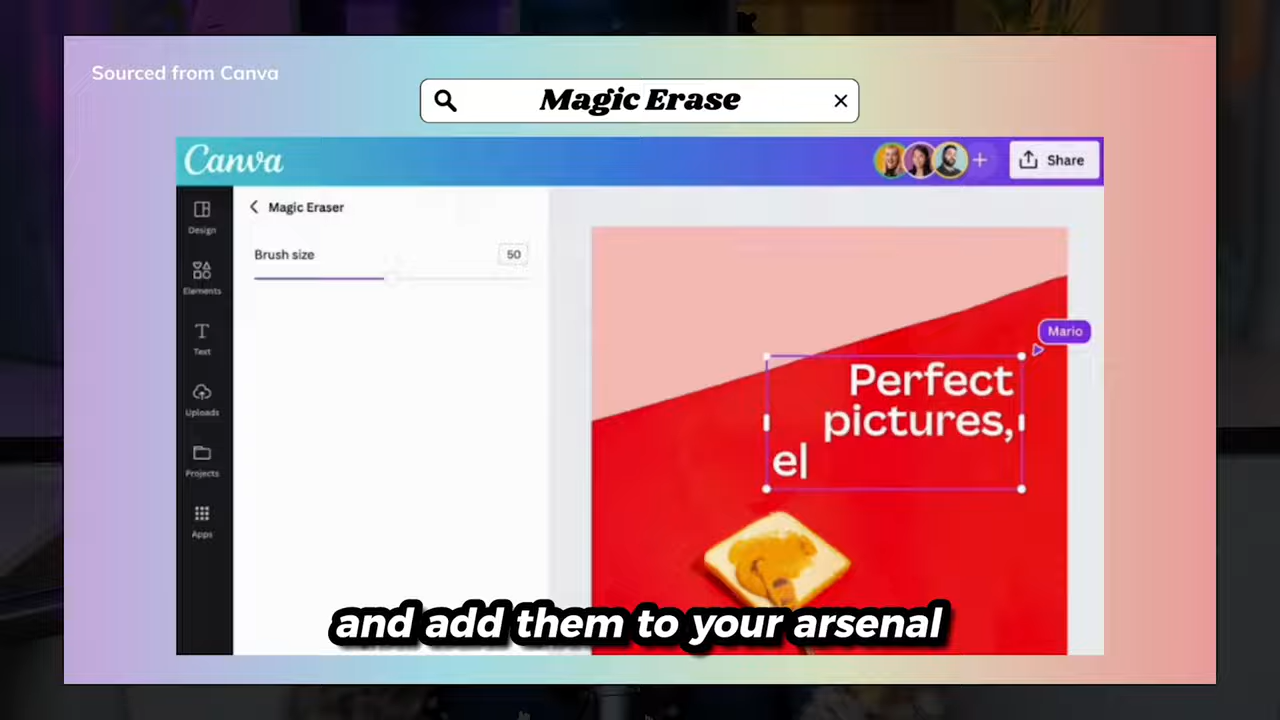 Sourced from Canva
Magic Erase
Canva
Share
Design
Elements
Text
Uploads
Projects
Apps
Magic Eraser
Brush size
50
Mario
Perfect
pictures,
el
and add them to your arsenal